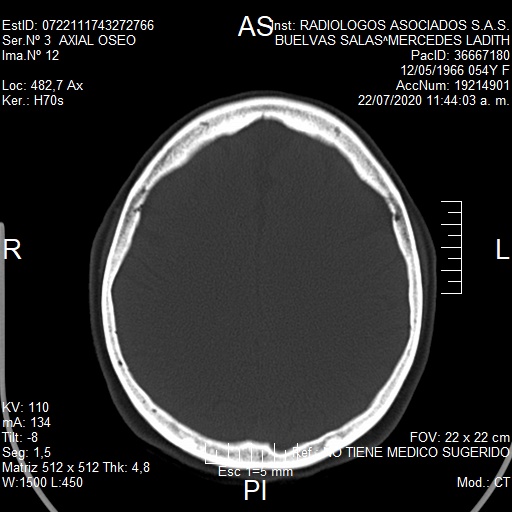 EstID: 0722111743272766
Ser.Nº 3 AXIAL OSEO
Ima.Nº 12
Loc: 482,7 Ax
Ker.: H70s
AS
Inst: RADIOLOGOS ASOCIADOS S.A.S.
BUELVAS SALAS^MERCEDES LADITH
PacID: 36667180
12/05/1966 054Y F
AccNum: 19214901
22/07/2020 11:44:03 a. m.
R
L
KV: 110
mA: 134
Tilt: -8
Seg: 1,5
Matriz 512 x 512 Thk: 4,8
W:1500 L:450
Esc 1=5 mm
PI
FOV: 22 x 22 cm
Ref.: NO TIENE MEDICO SUGERIDO
Mod.: CT